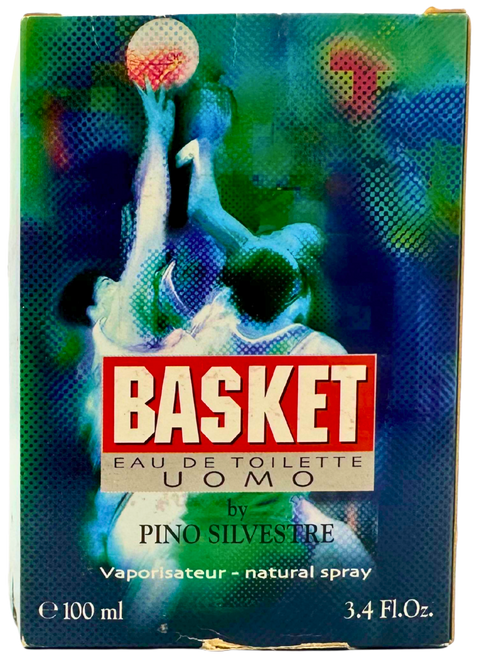 BASKET
EAU DE TOILETTE
UOMO
by
PINO SILVESTRE
Vaporisateur - natural spray
℮ 100 ml 3.4 Fl.Oz.